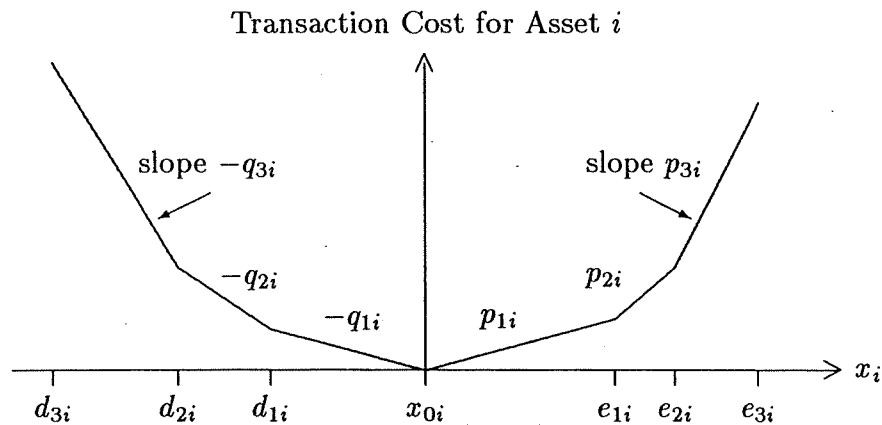 Transaction Cost for Asset i
slope −q₃ᵢ
slope p₃ᵢ
−q₂ᵢ
p₂ᵢ
−q₁ᵢ
p₁ᵢ
xᵢ
d₃ᵢ d₂ᵢ d₁ᵢ x₀ᵢ e₁ᵢ e₂ᵢ e₃ᵢ